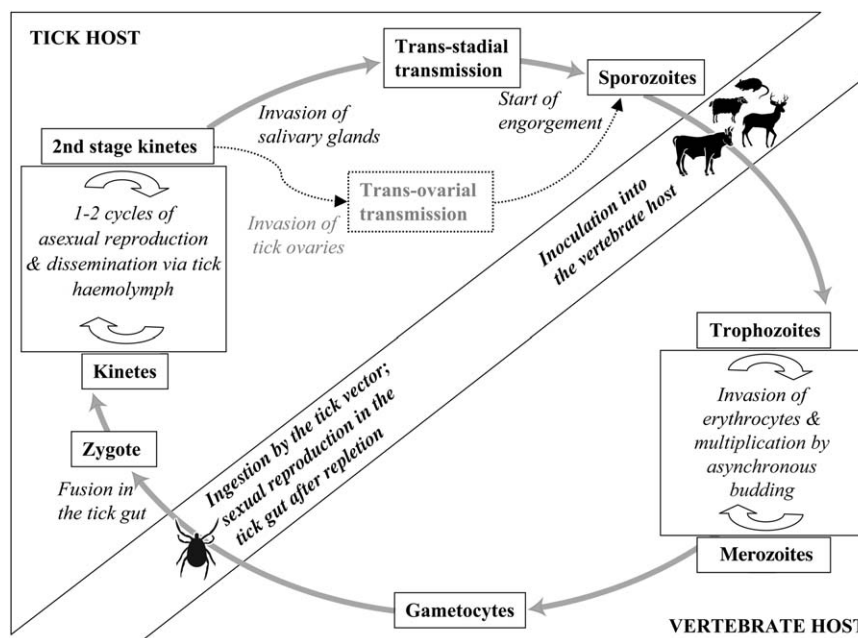 TICK HOST
Trans-stadial
transmission
Sporozoites
Invasion of
salivary glands
Start of
engorgement
2nd stage kinetes
Trans-ovarial
transmission
Invasion of
tick ovaries
1-2 cycles of
asexual reproduction
& dissemination via tick
haemolymph
Kinetes
Zygote
Fusion in
the tick gut
Inoculation into
the vertebrate host
Ingestion by the tick vector;
sexual reproduction in the
tick gut after repletion
Trophozoites
Invasion of
erythrocytes &
multiplication by
asynchronous
budding
Merozoites
Gametocytes
VERTEBRATE HOST